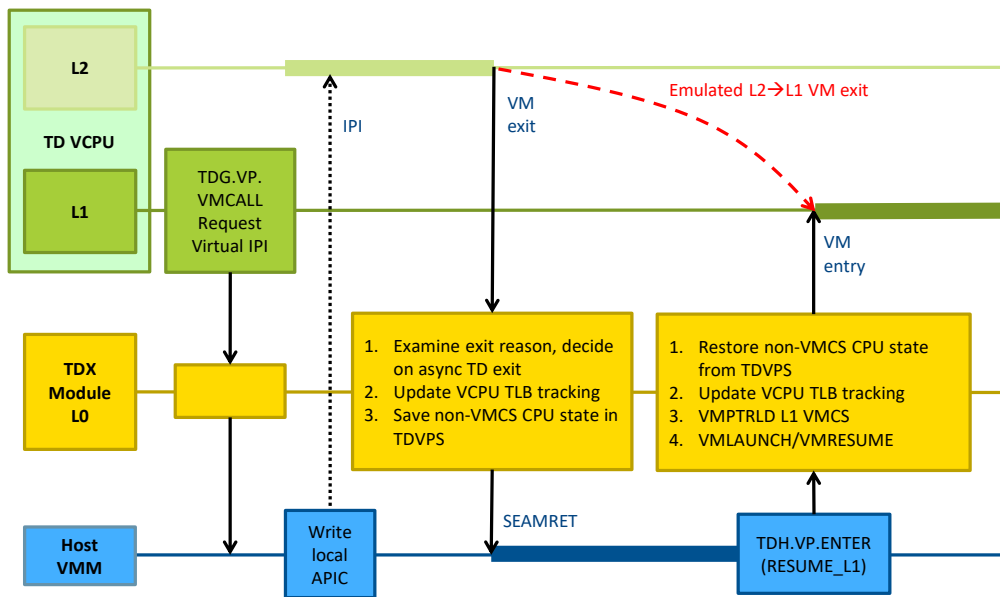 L2
TD VCPU
L1
TDG.VP.
VMCALL
Request
Virtual IPI
IPI
VM
exit
Emulated L2→L1 VM exit
VM
entry
TDX
Module
L0
1. Examine exit reason, decide
on async TD exit
2. Update VCPU TLB tracking
3. Save non-VMCS CPU state in
TDVPS
1. Restore non-VMCS CPU state
from TDVPS
2. Update VCPU TLB tracking
3. VMPTRLD L1 VMCS
4. VMLAUNCH/VMRESUME
Host
VMM
Write
local
APIC
SEAMRET
TDH.VP.ENTER
(RESUME_L1)